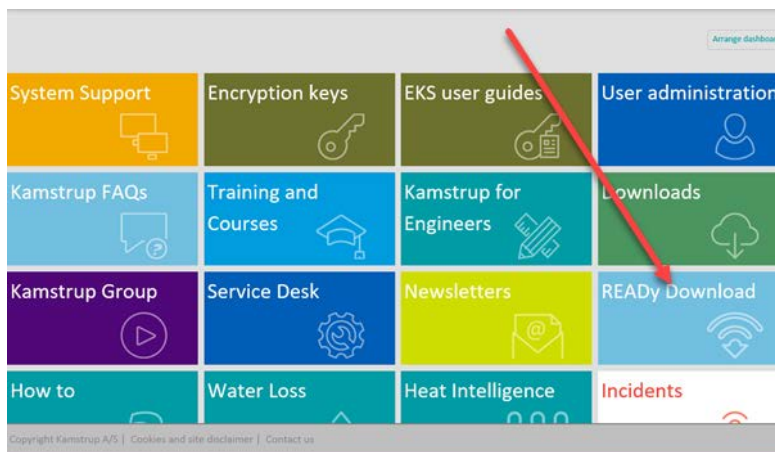 Arrange dashboa
System Support
Encryption keys
EKS user guides
User administration
Kamstrup FAQs
Training and
Courses
Kamstrup for
Engineers
Downloads
Kamstrup Group
Service Desk
Newsletters
READy Download
How to
Water Loss
Heat Intelligence
Incidents
Copyright Kamstrup A/S | Cookies and site disclaimer | Contact us